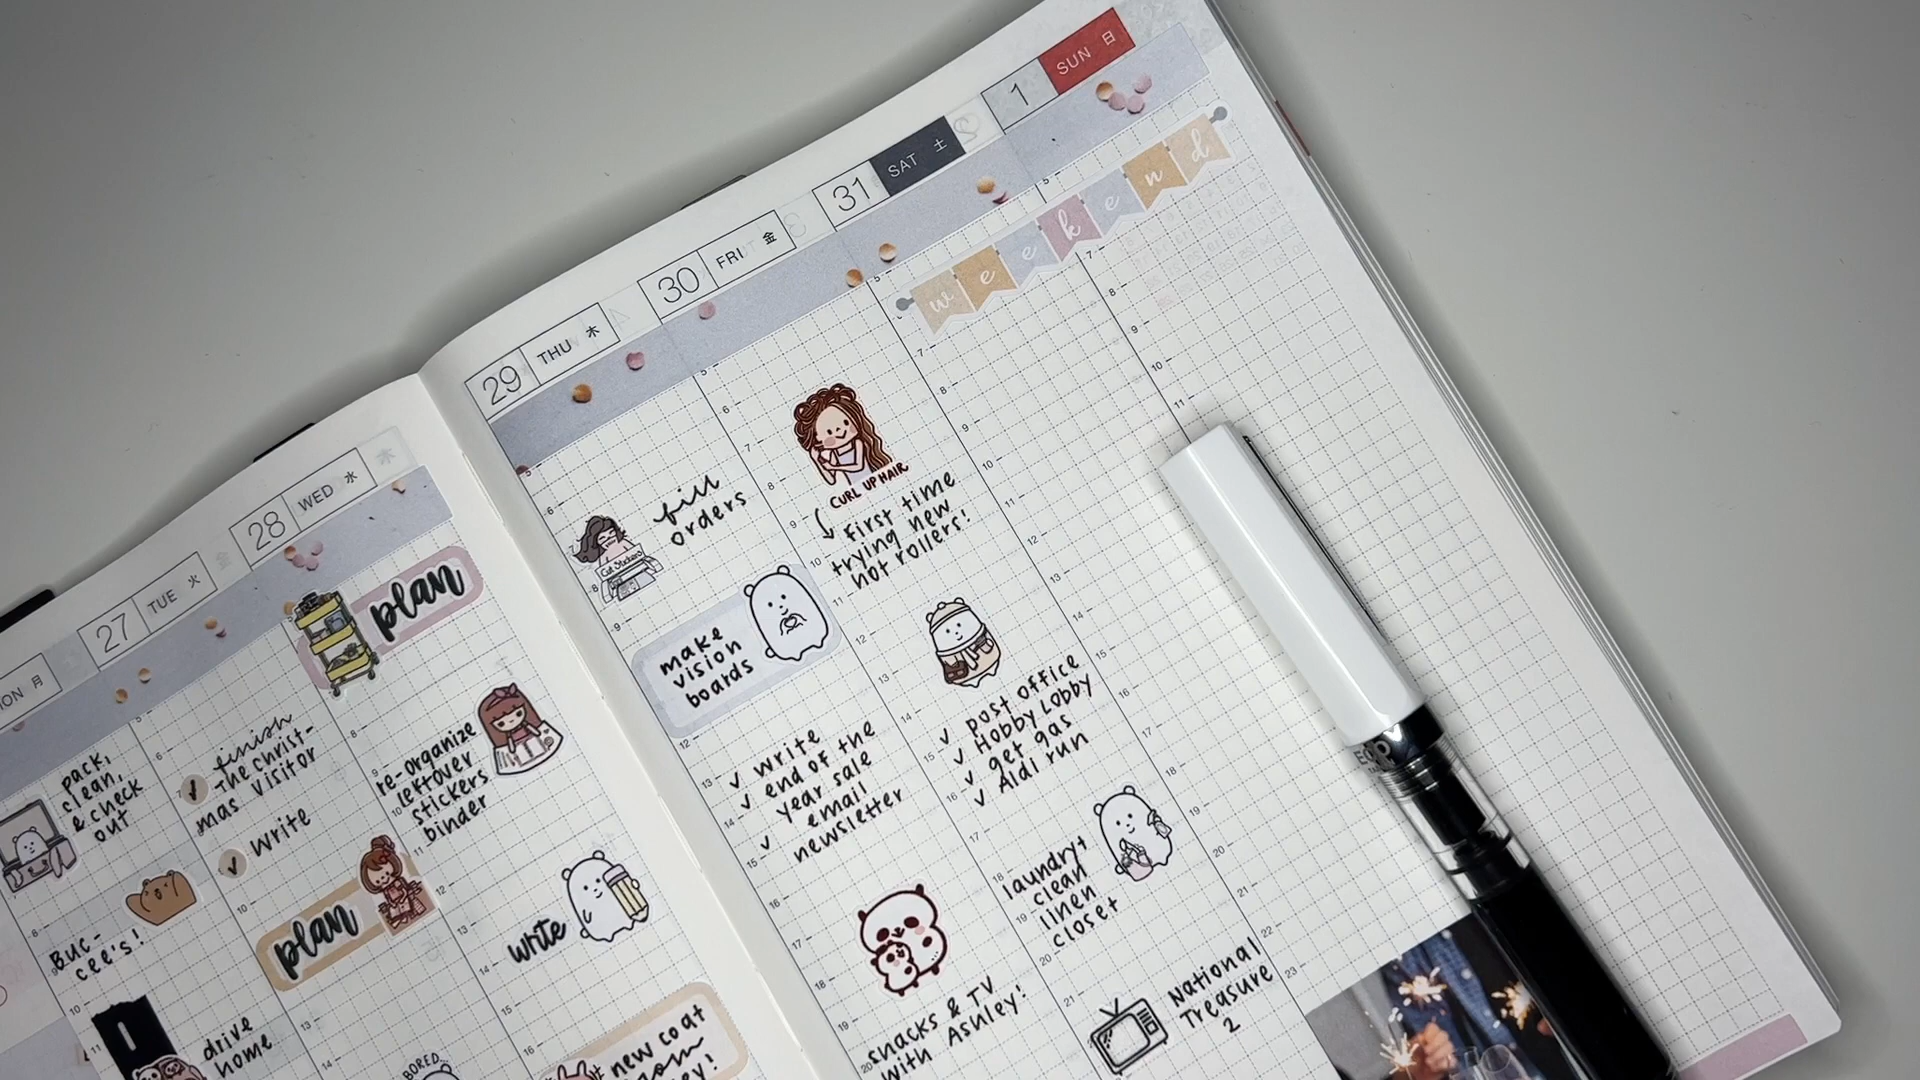 27
TUE 火
28
WED 水
29
THU 木
30
FRI 金
31
SAT 土
1
SUN 日
weekend
pack,
clean,
& check
out
Buc-
cee's!
drive
home
finish
the christ-
mas visitor
write
plan
plan
re-organize
leftover
stickers
binder
write
BORED
new coat
fill
orders
Cut Stickers
make
vision
boards
✓ write
✓ end of the
year sale
✓ email
newsletter
snacks & TV
with Ashley!
CURL UP HAIR
first time
trying new
hot rollers!
✓ post office
✓ Hobby Lobby
✓ get gas
✓ Aldi run
laundry +
clean
linen
closet
National
Treasure
2